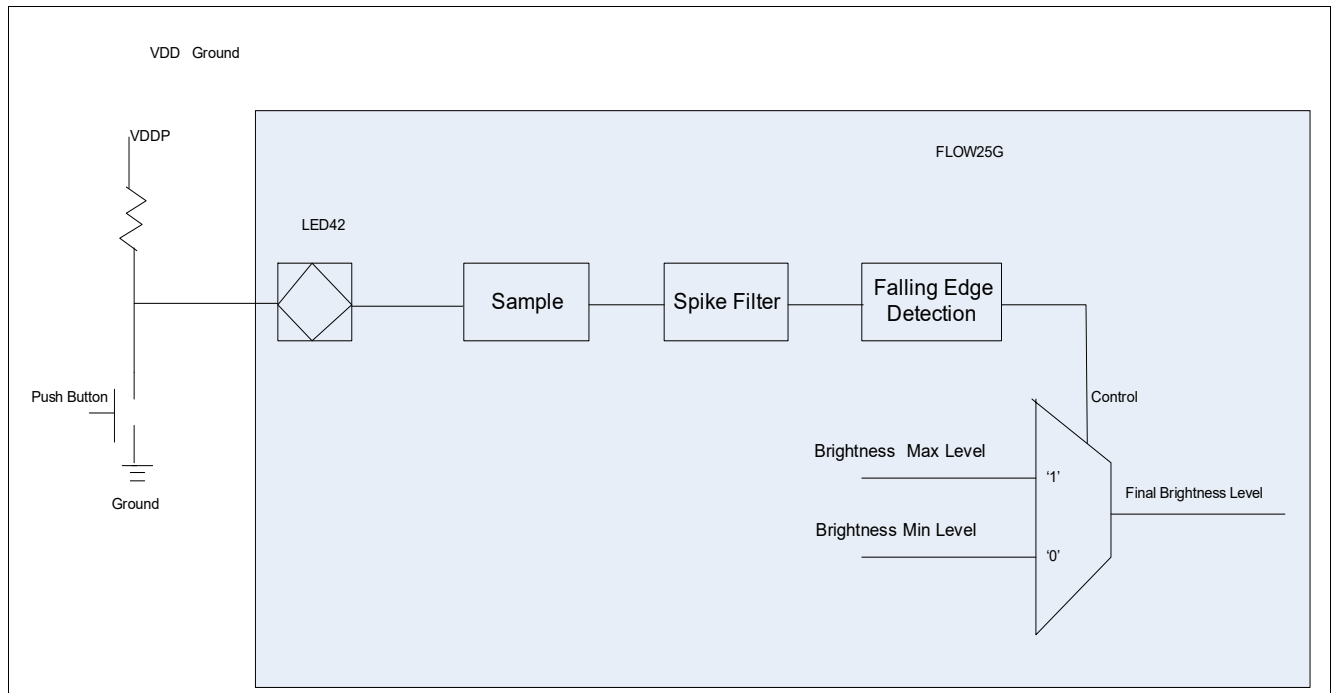 VDD Ground
VDDP
FLOW25G
LED42
Sample
Spike Filter
Falling Edge
Detection
Push Button
Control
Brightness Max Level
'1'
Final Brightness Level
Ground
Brightness Min Level
'0'